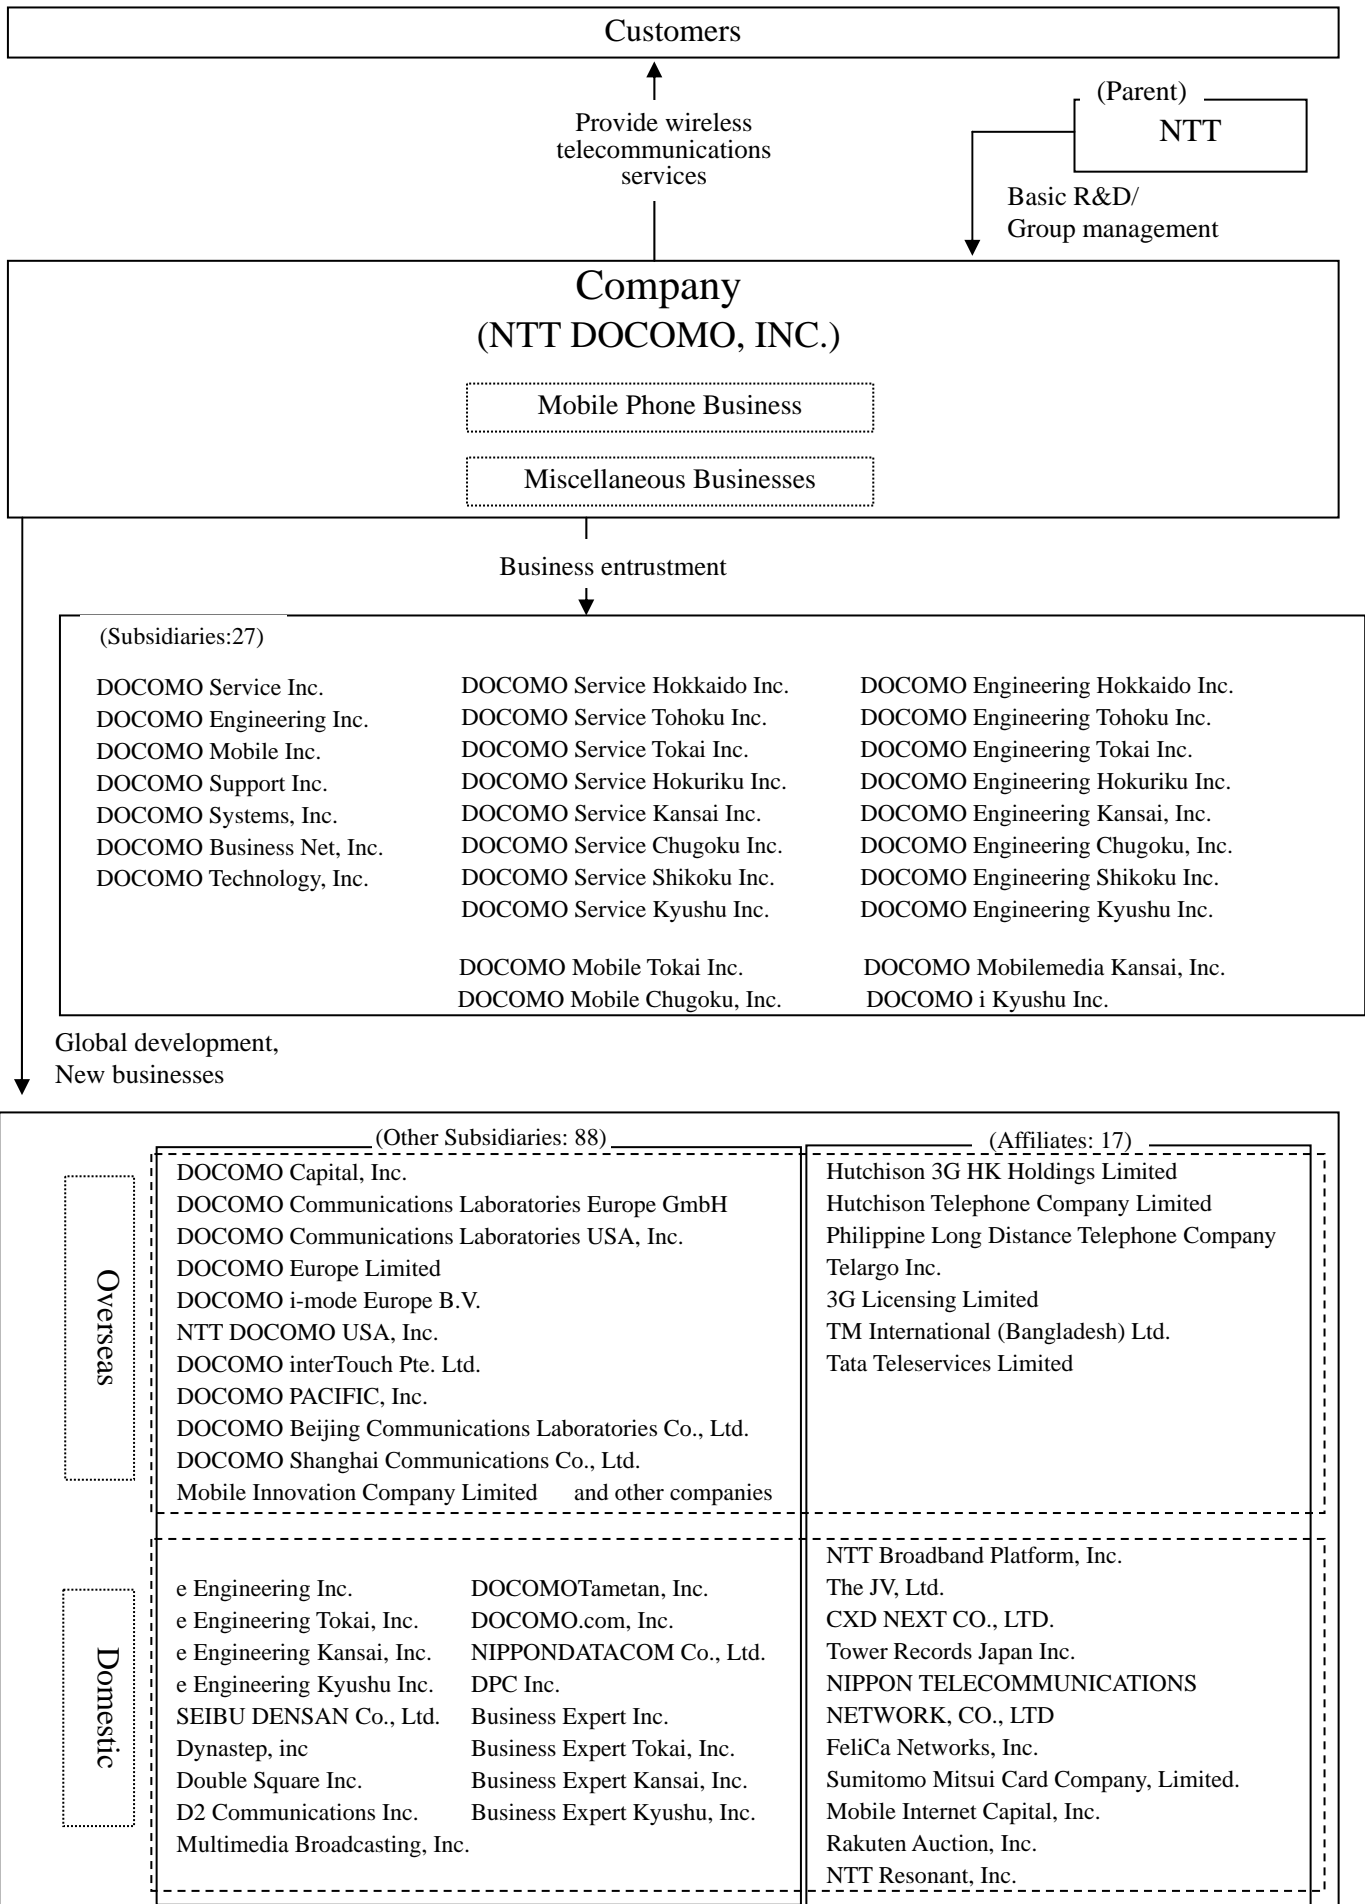 Customers
Provide wireless
telecommunications
services
(Parent)
NTT
Basic R&D/
Group management
Company
(NTT DOCOMO, INC.)
Mobile Phone Business
Miscellaneous Businesses
Business entrustment
(Subsidiaries:27)
DOCOMO Service Inc.
DOCOMO Engineering Inc.
DOCOMO Mobile Inc.
DOCOMO Support Inc.
DOCOMO Systems, Inc.
DOCOMO Business Net, Inc.
DOCOMO Technology, Inc.
DOCOMO Service Hokkaido Inc.
DOCOMO Service Tohoku Inc.
DOCOMO Service Tokai Inc.
DOCOMO Service Hokuriku Inc.
DOCOMO Service Kansai Inc.
DOCOMO Service Chugoku Inc.
DOCOMO Service Shikoku Inc.
DOCOMO Service Kyushu Inc.
DOCOMO Mobile Tokai Inc.
DOCOMO Mobile Chugoku, Inc.
DOCOMO Engineering Hokkaido Inc.
DOCOMO Engineering Tohoku Inc.
DOCOMO Engineering Tokai Inc.
DOCOMO Engineering Hokuriku Inc.
DOCOMO Engineering Kansai, Inc.
DOCOMO Engineering Chugoku, Inc.
DOCOMO Engineering Shikoku Inc.
DOCOMO Engineering Kyushu Inc.
DOCOMO Mobilemedia Kansai, Inc.
DOCOMO i Kyushu Inc.
Global development,
New businesses
Overseas
(Other Subsidiaries: 88)
DOCOMO Capital, Inc.
DOCOMO Communications Laboratories Europe GmbH
DOCOMO Communications Laboratories USA, Inc.
DOCOMO Europe Limited
DOCOMO i-mode Europe B.V.
NTT DOCOMO USA, Inc.
DOCOMO interTouch Pte. Ltd.
DOCOMO PACIFIC, Inc.
DOCOMO Beijing Communications Laboratories Co., Ltd.
DOCOMO Shanghai Communications Co., Ltd.
Mobile Innovation Company Limited and other companies
(Affiliates: 17)
Hutchison 3G HK Holdings Limited
Hutchison Telephone Company Limited
Philippine Long Distance Telephone Company
Telargo Inc.
3G Licensing Limited
TM International (Bangladesh) Ltd.
Tata Teleservices Limited
Domestic
e Engineering Inc.
e Engineering Tokai, Inc.
e Engineering Kansai, Inc.
e Engineering Kyushu Inc.
SEIBU DENSAN Co., Ltd.
Dynastep, inc
Double Square Inc.
D2 Communications Inc.
Multimedia Broadcasting, Inc.
DOCOMOTametan, Inc.
DOCOMO.com, Inc.
NIPPONDATACOM Co., Ltd.
DPC Inc.
Business Expert Inc.
Business Expert Tokai, Inc.
Business Expert Kansai, Inc.
Business Expert Kyushu, Inc.
NTT Broadband Platform, Inc.
The JV, Ltd.
CXD NEXT CO., LTD.
Tower Records Japan Inc.
NIPPON TELECOMMUNICATIONS
NETWORK, CO., LTD
FeliCa Networks, Inc.
Sumitomo Mitsui Card Company, Limited.
Mobile Internet Capital, Inc.
Rakuten Auction, Inc.
NTT Resonant, Inc.